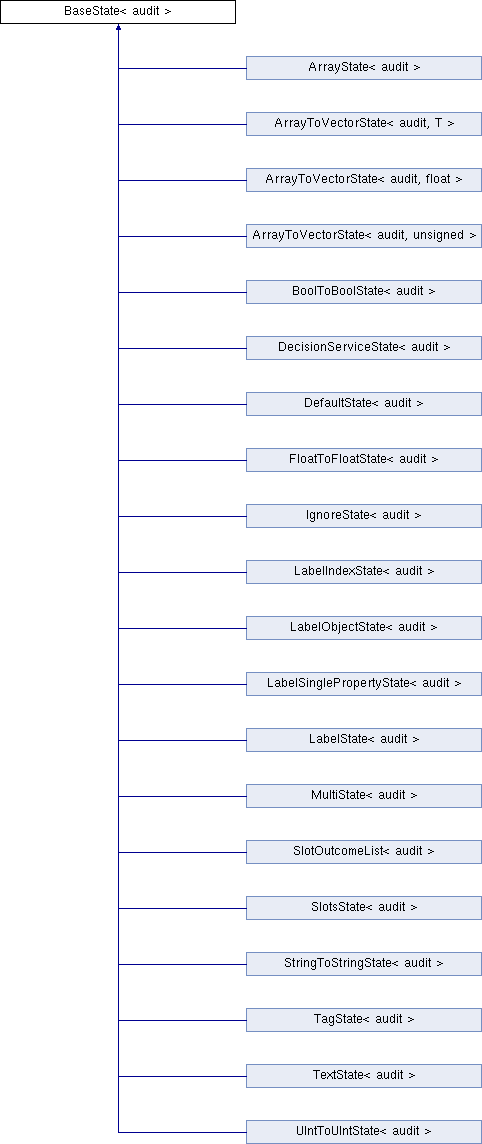 BaseState< audit >
ArrayState< audit >
ArrayToVectorState< audit, T >
ArrayToVectorState< audit, float >
ArrayToVectorState< audit, unsigned >
BoolToBoolState< audit >
DecisionServiceState< audit >
DefaultState< audit >
FloatToFloatState< audit >
IgnoreState< audit >
LabelIndexState< audit >
LabelObjectState< audit >
LabelSinglePropertyState< audit >
LabelState< audit >
MultiState< audit >
SlotOutcomeList< audit >
SlotsState< audit >
StringToStringState< audit >
TagState< audit >
TextState< audit >
UIntToUIntState< audit >